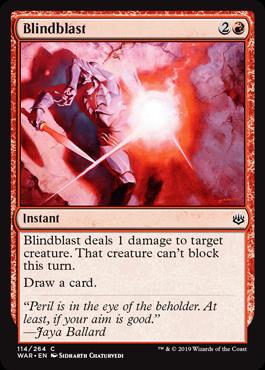 Blindblast 2
Instant
Blindblast deals 1 damage to target
creature. That creature can't block
this turn.
Draw a card.
“Peril is in the eye of the beholder. At
least, if your aim is good.”
—Jaya Ballard
114/264 C
WAR • EN SIDHARTH CHATURVEDI
™ & © 2019 Wizards of the Coast